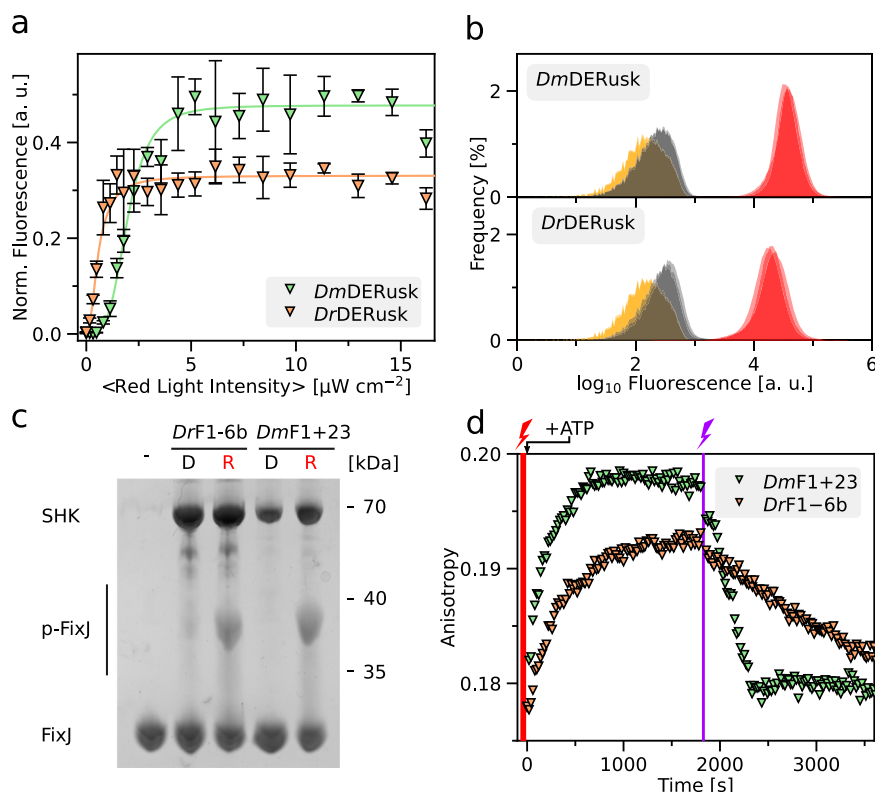 a
Norm. Fluorescence [a. u.]
0.4
0.2
0.0
DmDERusk
DrDERusk
0 5 10 15
<Red Light Intensity> [μW cm⁻²]
b
Frequency [%]
2
0
DmDERusk
2
0
DrDERusk
0 2 4 6
log₁₀ Fluorescence [a. u.]
c
DrF1-6b DmF1+23
- D R D R [kDa]
SHK
p-FixJ
FixJ
- 70
- 40
- 35
d
+ATP
Anisotropy
0.20
0.19
0.18
DmF1+23
DrF1−6b
0 1000 2000 3000
Time [s]